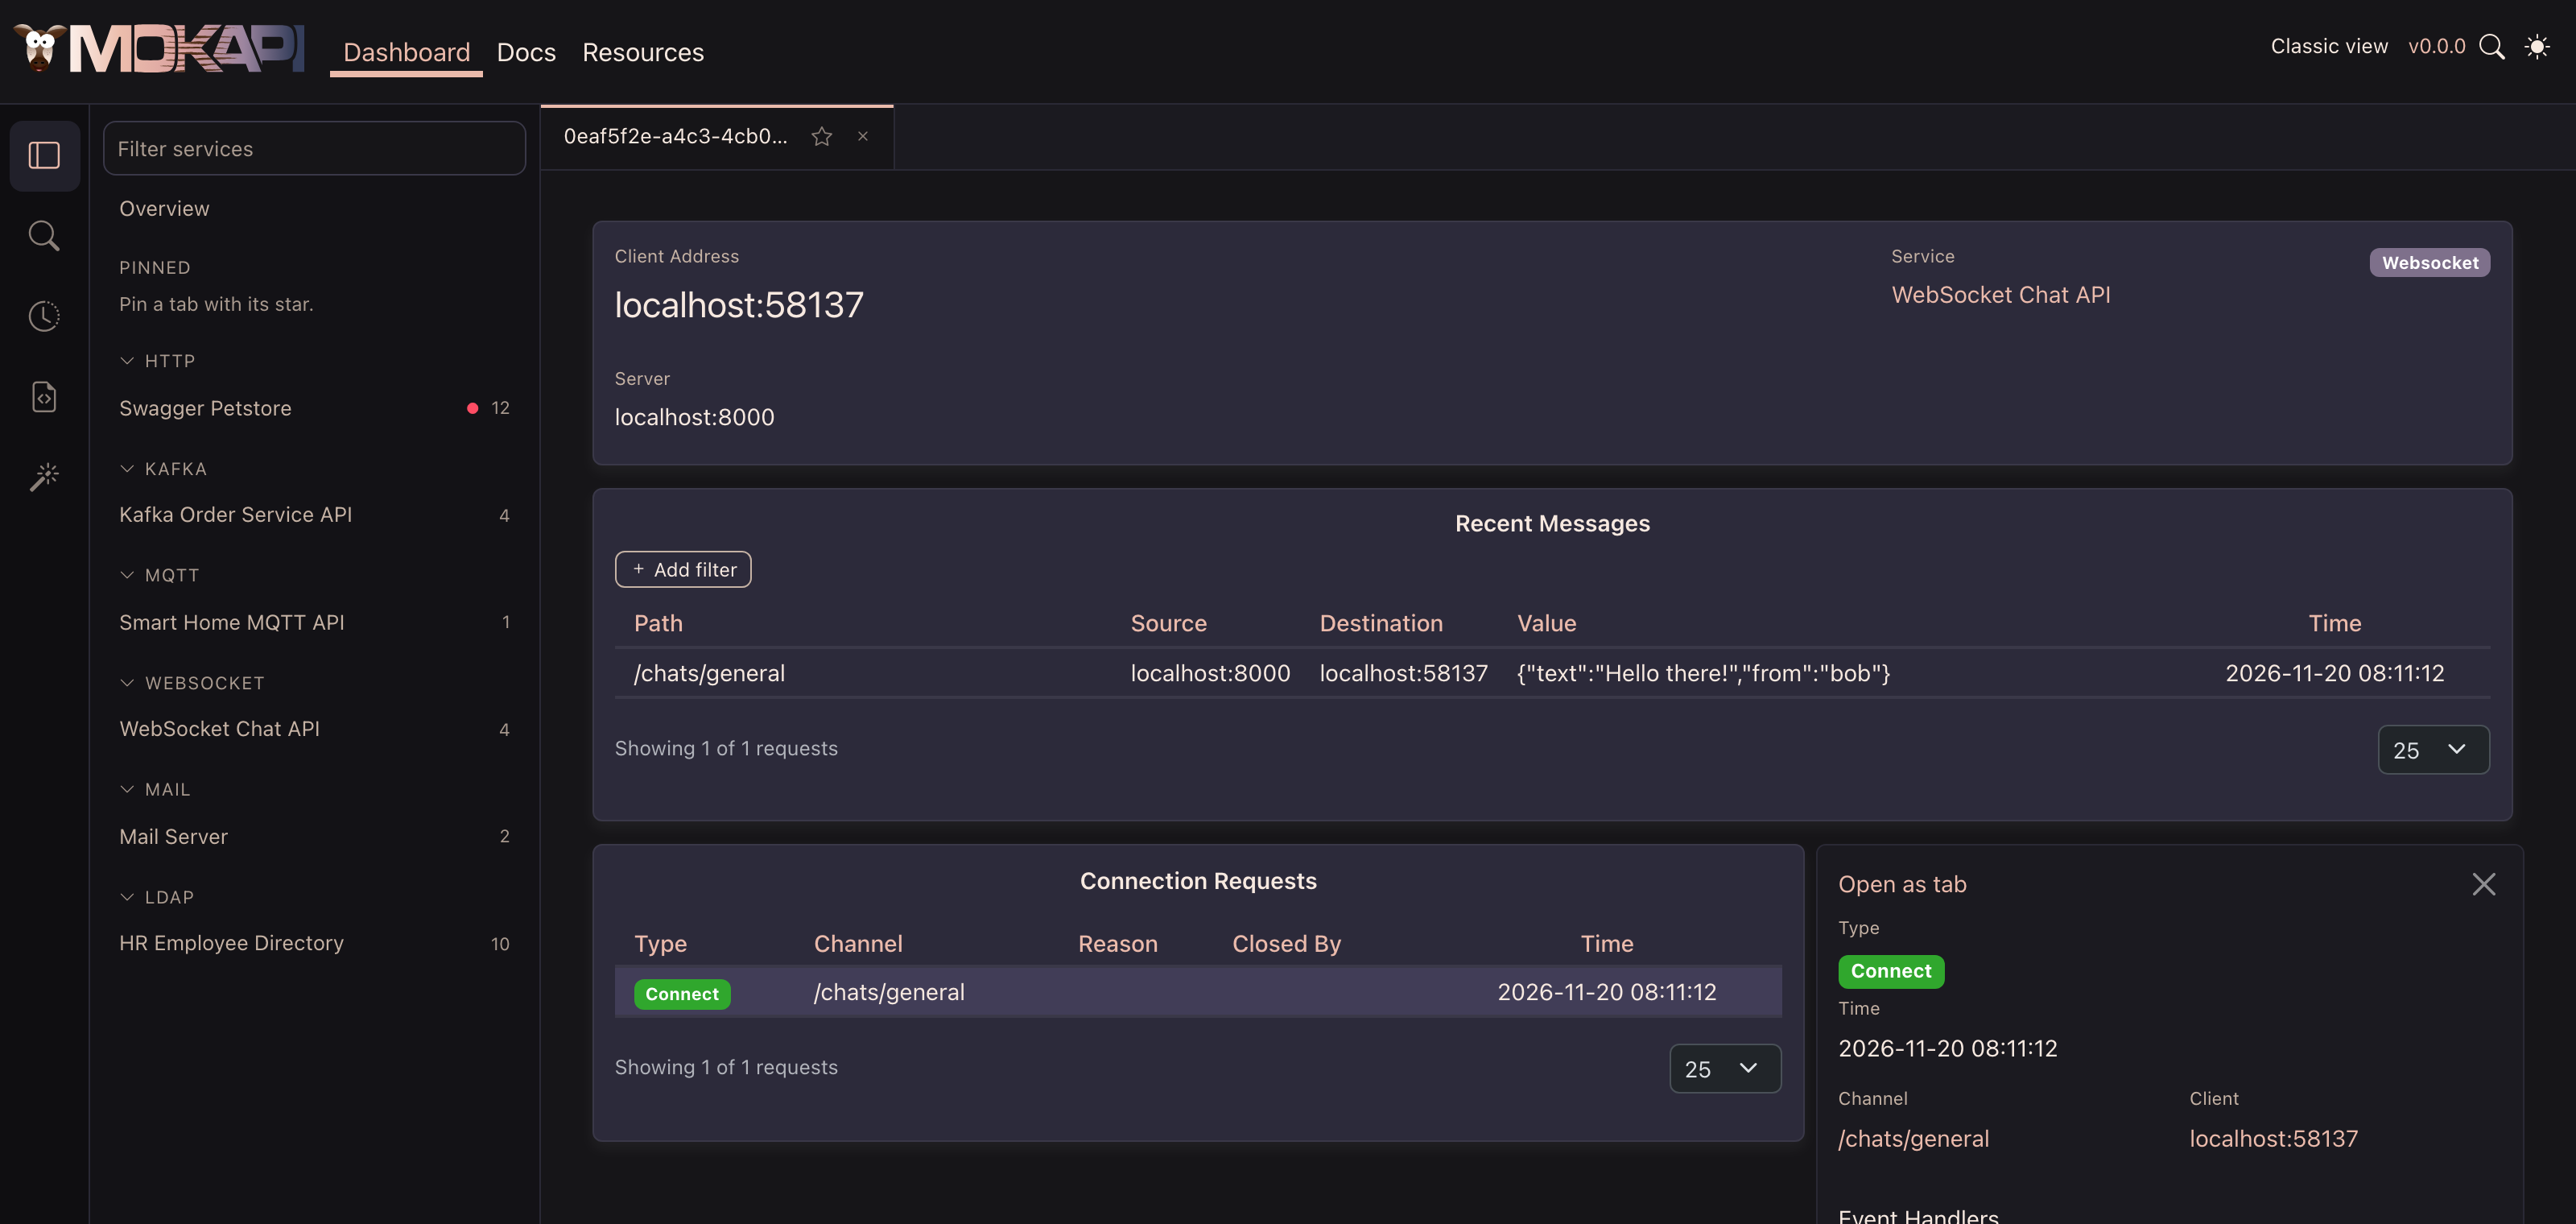 MOKAPI
Dashboard Docs Resources
Classic view v0.0.0
Filter services
Overview
PINNED
Pin a tab with its star.
HTTP
Swagger Petstore 12
KAFKA
Kafka Order Service API 4
MQTT
Smart Home MQTT API 1
WEBSOCKET
WebSocket Chat API 4
MAIL
Mail Server 2
LDAP
HR Employee Directory 10
0eaf5f2e-a4c3-4cb0...
Client Address
localhost:58137
Service
WebSocket Chat API
Websocket
Server
localhost:8000
Recent Messages
+ Add filter
Path Source Destination Value Time
/chats/general localhost:8000 localhost:58137 {"text":"Hello there!","from":"bob"} 2026-11-20 08:11:12
Showing 1 of 1 requests
25
Connection Requests
Type Channel Reason Closed By Time
Connect /chats/general 2026-11-20 08:11:12
Showing 1 of 1 requests
25
Open as tab
Type
Connect
Time
2026-11-20 08:11:12
Channel Client
/chats/general localhost:58137
Event Handlers